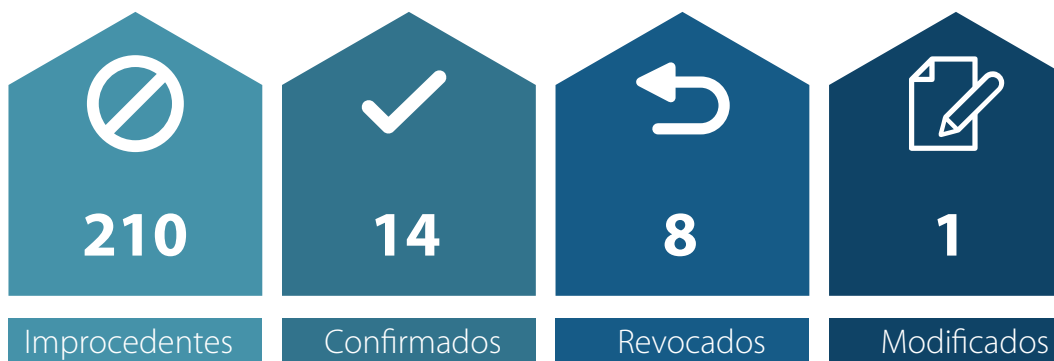 210
14
8
1
Improcedentes
Confirmados
Revocados
Modificados